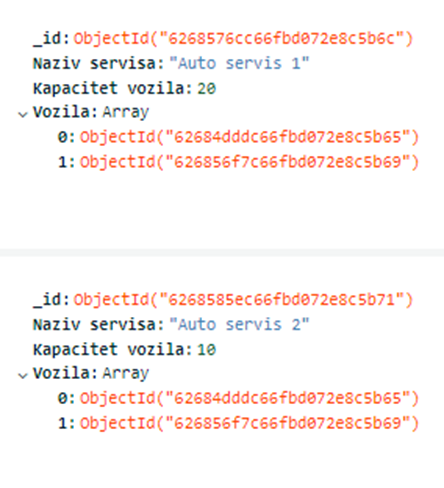 _id: ObjectId("6268576cc66fbd072e8c5b6c")
Naziv servisa: "Auto servis 1"
Kapacitet vozila: 20
Vozila: Array
0: ObjectId("62684dddc66fbd072e8c5b65")
1: ObjectId("626856f7c66fbd072e8c5b69")
_id: ObjectId("6268585ec66fbd072e8c5b71")
Naziv servisa: "Auto servis 2"
Kapacitet vozila: 10
Vozila: Array
0: ObjectId("62684dddc66fbd072e8c5b65")
1: ObjectId("626856f7c66fbd072e8c5b69")